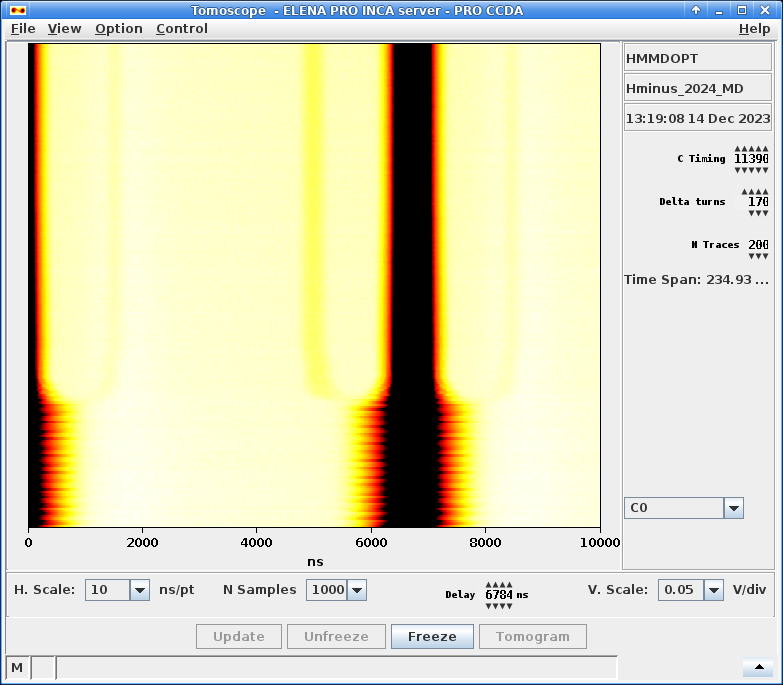 Tomoscope - ELENA PRO INCA server - PRO CCDA
File View Option Control Help
HMMDOPT
Hminus_2024_MD
13:19:08 14 Dec 2023
C Timing 11390
Delta turns 170
N Traces 200
Time Span: 234.93 ...
C0
0 2000 4000 6000 8000 10000
ns
H. Scale: 10 ns/pt N Samples 1000 Delay 6784 ns V. Scale: 0.05 V/div
Update Unfreeze Freeze Tomogram
M